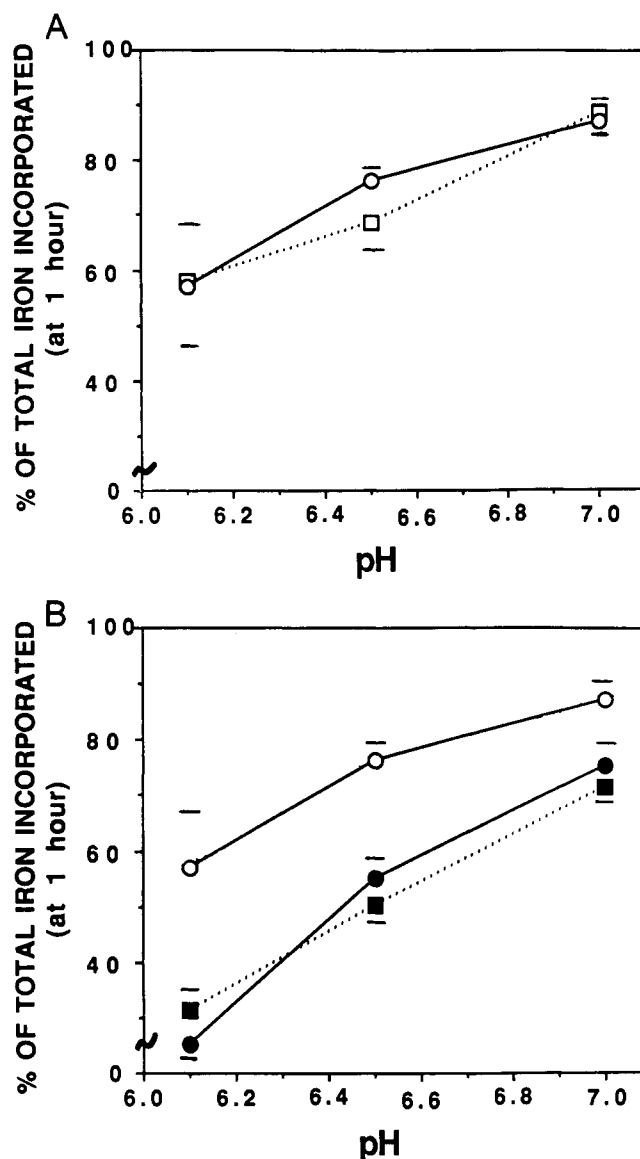 A
% OF TOTAL IRON INCORPORATED
(at 1 hour)
100
80
60
40
0
6.0 6.2 6.4 6.6 6.8 7.0
pH
B
% OF TOTAL IRON INCORPORATED
(at 1 hour)
100
80
60
40
0
6.0 6.2 6.4 6.6 6.8 7.0
pH